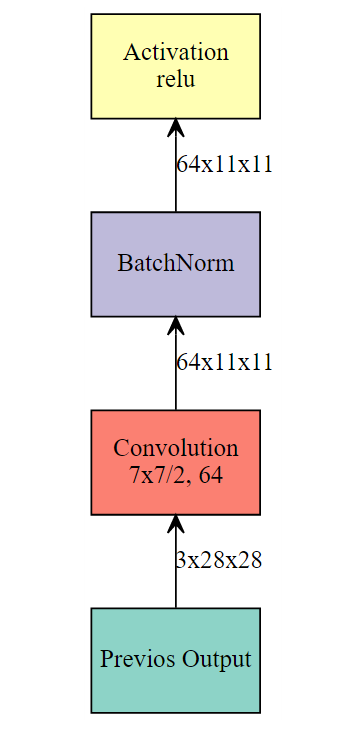 Activation
relu
64x11x11
BatchNorm
64x11x11
Convolution
7x7/2, 64
3x28x28
Previos Output